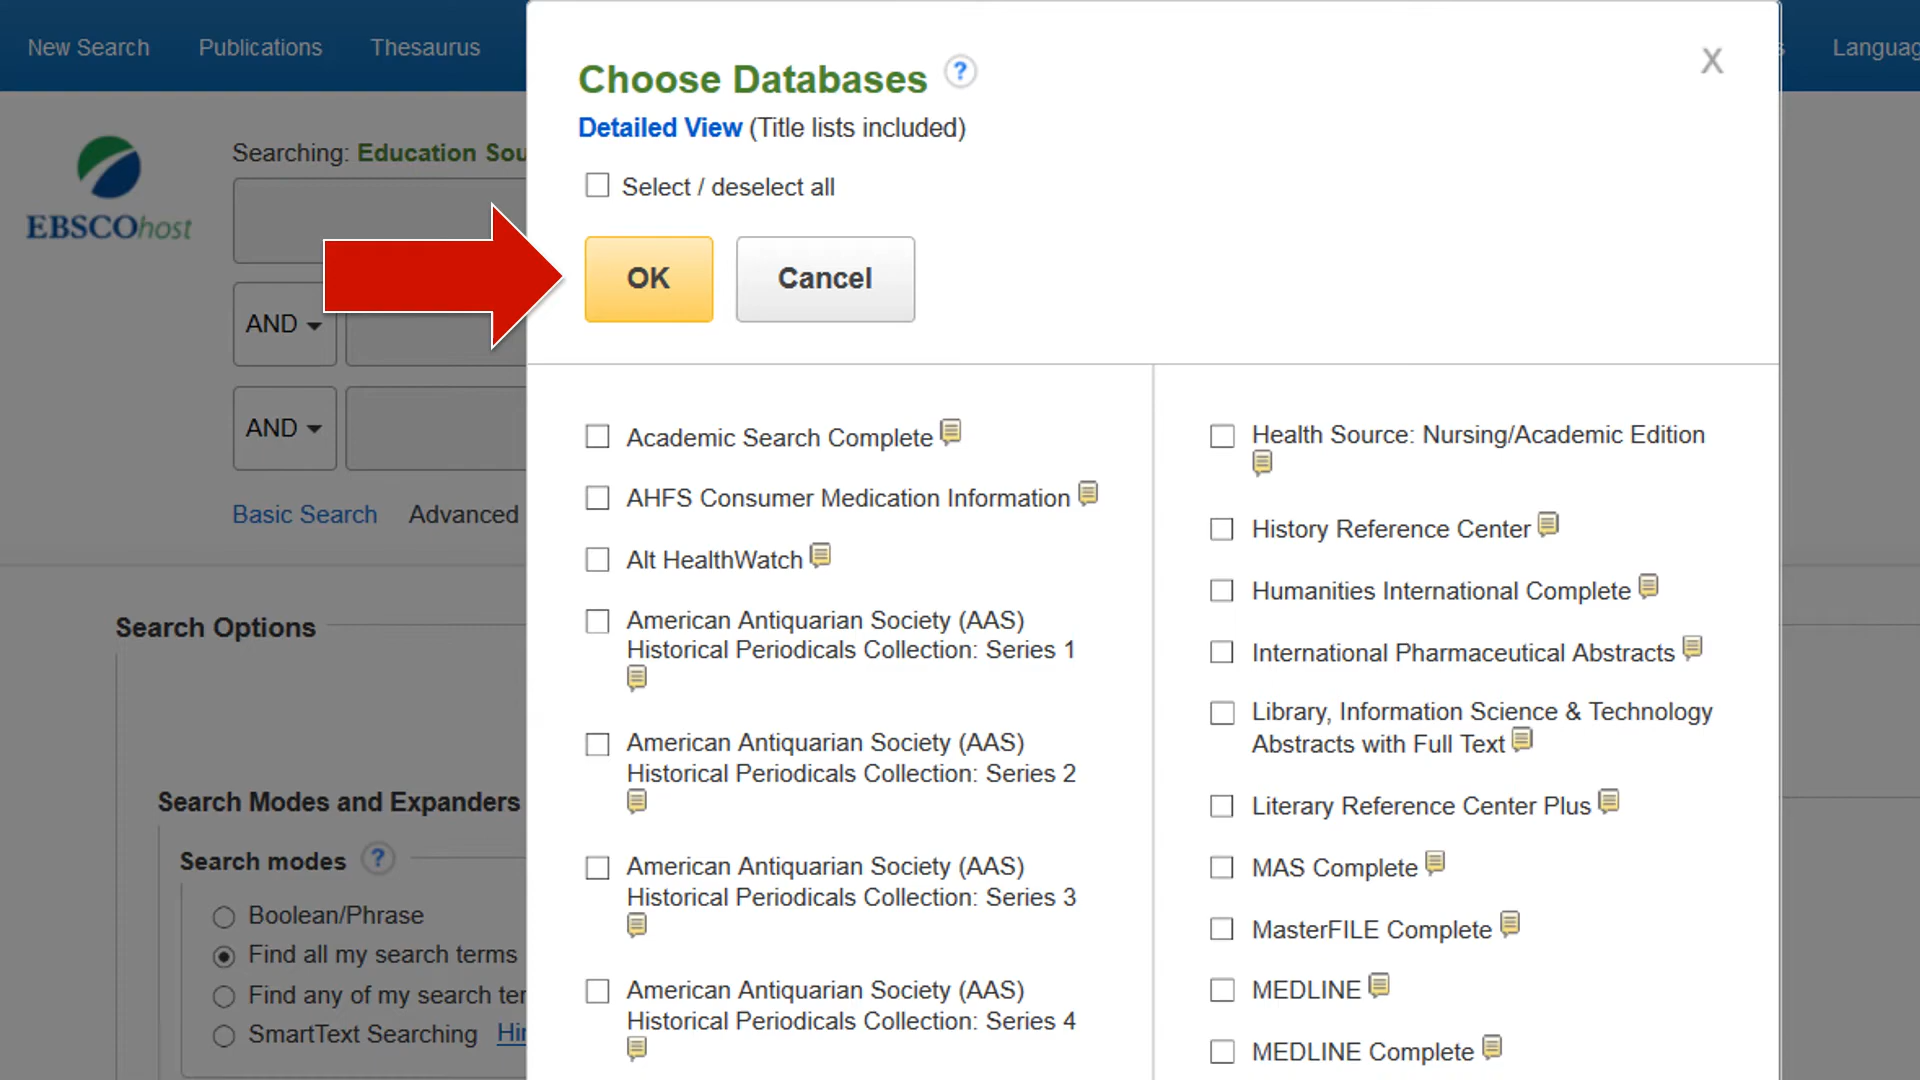 New Search Publications Thesaurus
Choose Databases ?
X
Detailed View (Title lists included)
Searching: Education Sou
Select / deselect all
EBSCOhost
OK Cancel
AND
AND
Basic Search Advanced
Academic Search Complete
AHFS Consumer Medication Information
Alt HealthWatch
American Antiquarian Society (AAS)
Historical Periodicals Collection: Series 1
American Antiquarian Society (AAS)
Historical Periodicals Collection: Series 2
American Antiquarian Society (AAS)
Historical Periodicals Collection: Series 3
American Antiquarian Society (AAS)
Historical Periodicals Collection: Series 4
Health Source: Nursing/Academic Edition
History Reference Center
Humanities International Complete
International Pharmaceutical Abstracts
Library, Information Science & Technology
Abstracts with Full Text
Literary Reference Center Plus
MAS Complete
MasterFILE Complete
MEDLINE
MEDLINE Complete
Search Options
Search Modes and Expanders
Search modes ?
Boolean/Phrase
Find all my search terms
Find any of my search ter
SmartText Searching Hin
s Languag